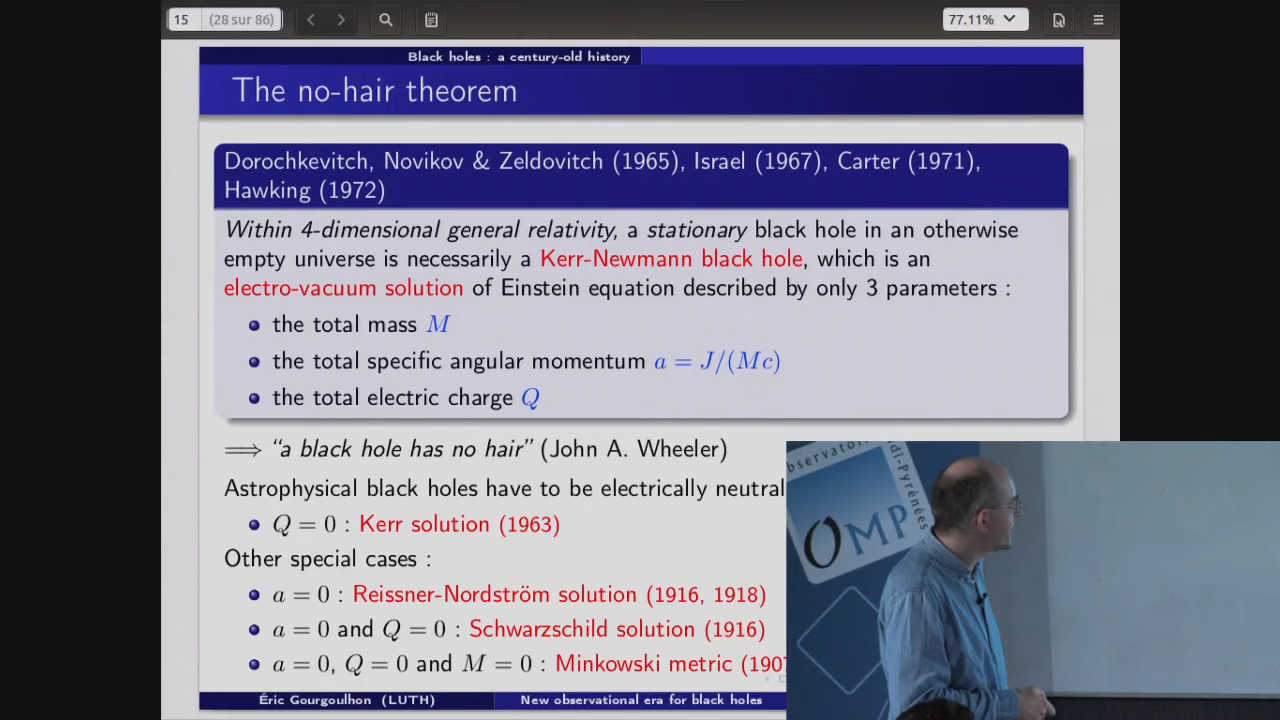 15 (28 sur 86) 77.11%
Black holes : a century-old history
The no-hair theorem
Dorochkevitch, Novikov & Zeldovitch (1965), Israel (1967), Carter (1971),
Hawking (1972)
Within 4-dimensional general relativity, a stationary black hole in an otherwise
empty universe is necessarily a Kerr-Newmann black hole, which is an
electro-vacuum solution of Einstein equation described by only 3 parameters :
the total mass M
the total specific angular momentum a = J/(Mc)
the total electric charge Q
⟹ “a black hole has no hair” (John A. Wheeler)
Astrophysical black holes have to be electrically neutral
Q = 0 : Kerr solution (1963)
Other special cases :
a = 0 : Reissner-Nordström solution (1916, 1918)
a = 0 and Q = 0 : Schwarzschild solution (1916)
a = 0, Q = 0 and M = 0 : Minkowski metric (1907
Éric Gourgoulhon (LUTH) New observational era for black holes
OMP